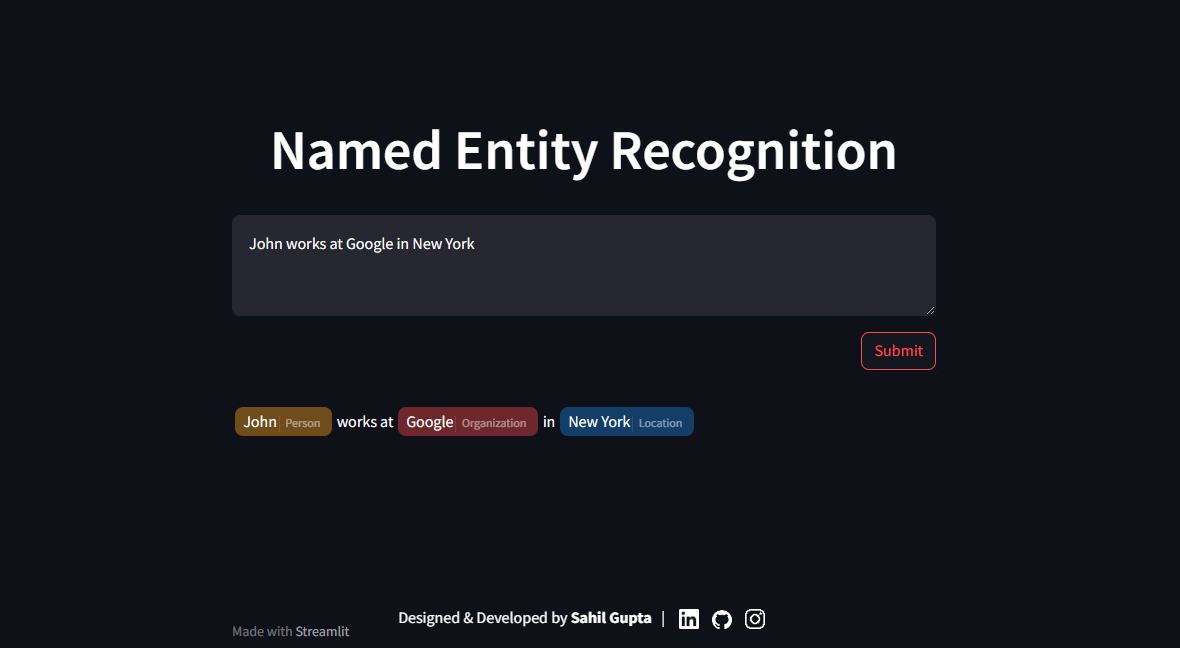 Named Entity Recognition
John works at Google in New York
Submit
John Person works at Google Organization in New York Location
Designed & Developed by Sahil Gupta |
Made with Streamlit